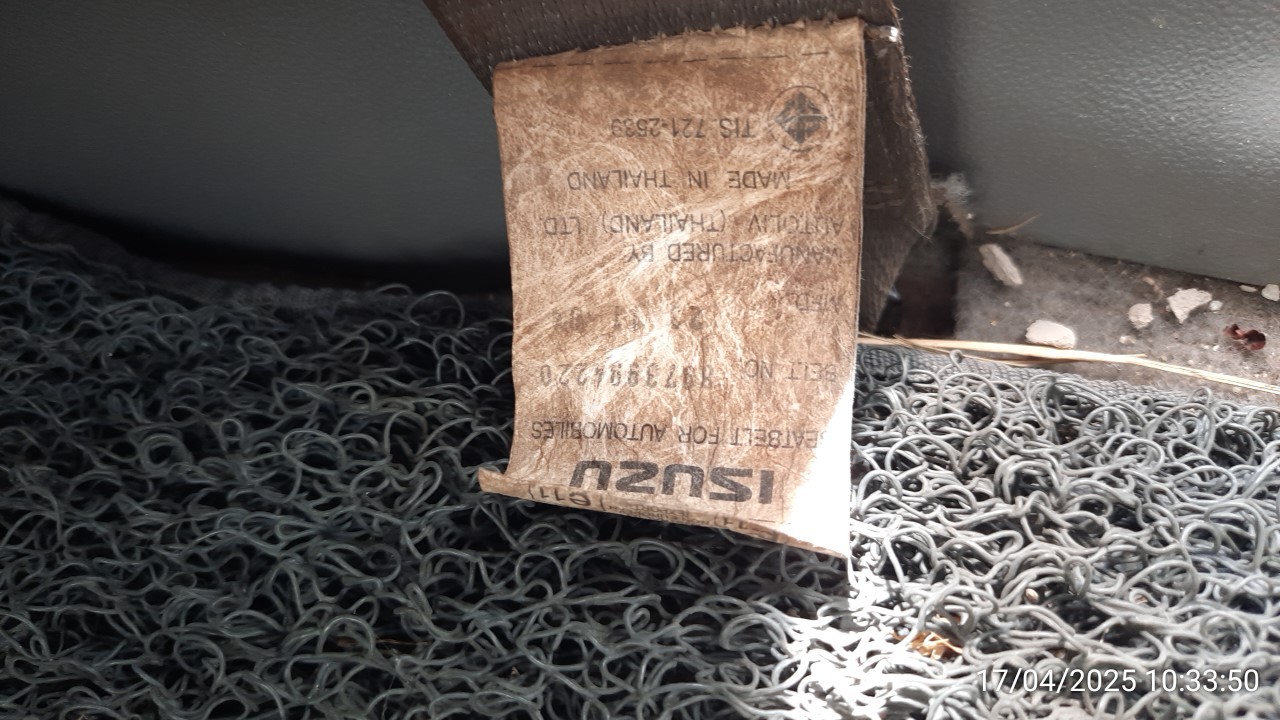 ISUZU
SEATBELT FOR AUTOMOBILES
BELT NO.
MANUFACTURED BY
AUTOLIV (THAILAND) LTD.
MADE IN THAILAND
TIS 721-2539
17/04/2025 10:33:50